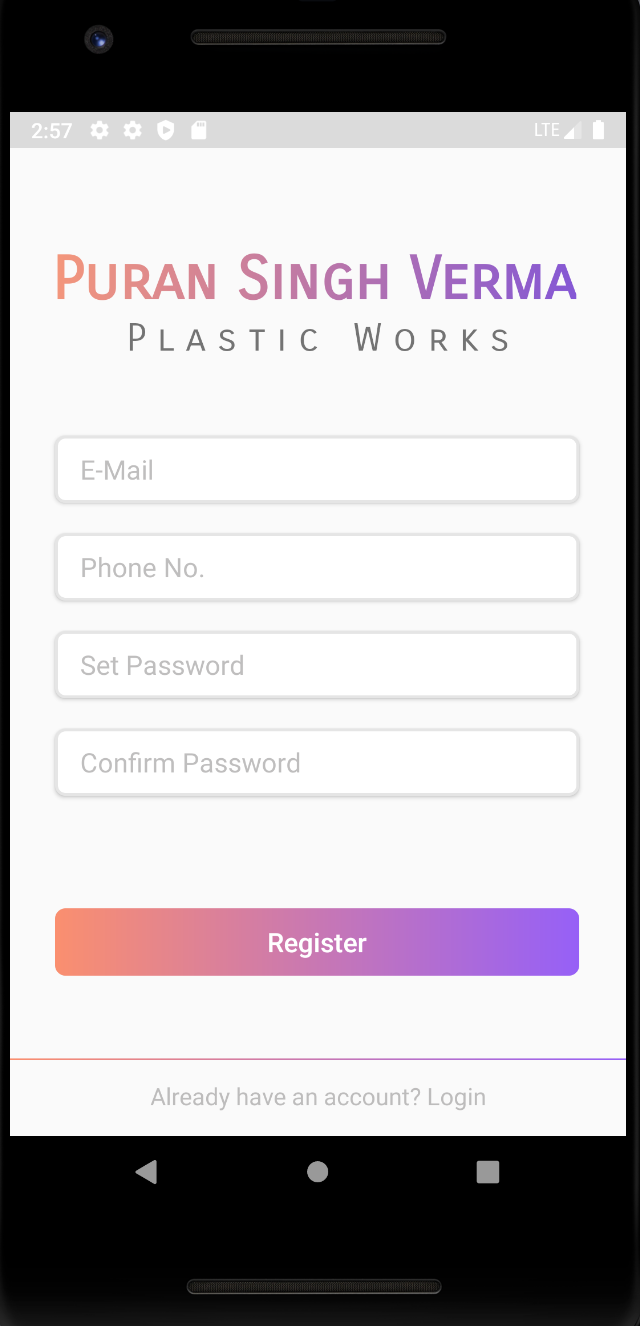 2:57 LTE
PURAN SINGH VERMA
PLASTIC WORKS
E-Mail
Phone No.
Set Password
Confirm Password
Register
Already have an account? Login